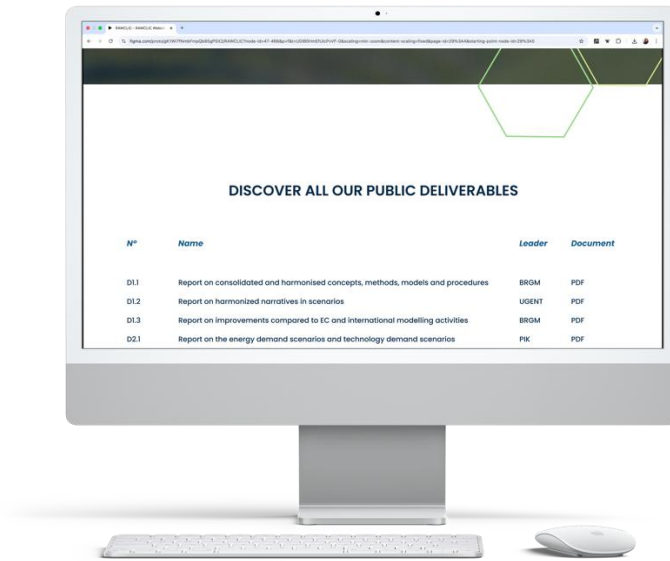 RAWCLIC – RAWCLIC Websi
DISCOVER ALL OUR PUBLIC DELIVERABLES
N° Name Leader Document
D1.1 Report on consolidated and harmonised concepts, methods, models and procedures BRGM PDF
D1.2 Report on harmonized narratives in scenarios UGENT PDF
D1.3 Report on improvements compared to EC and international modelling activities BRGM PDF
D2.1 Report on the energy demand scenarios and technology demand scenarios PIK PDF